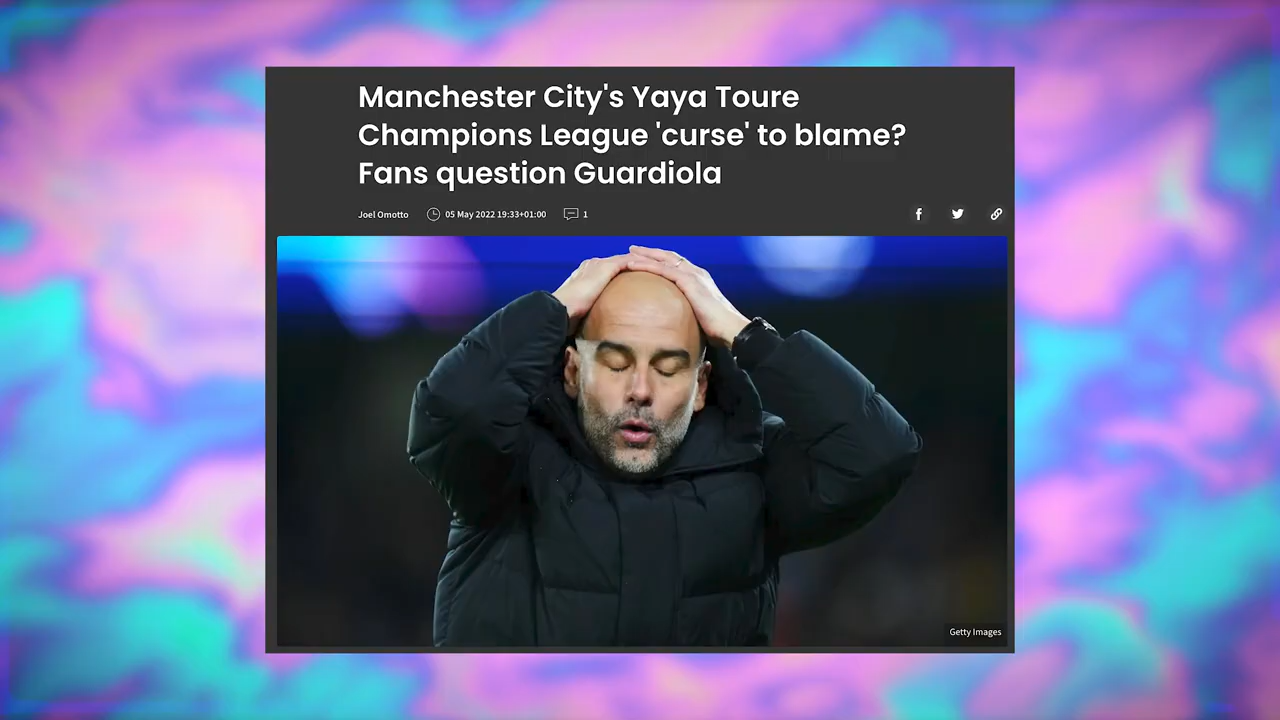 Manchester City's Yaya Toure
Champions League 'curse' to blame?
Fans question Guardiola
Joel Omotto 05 May 2022 19:33+01:00 1
Getty Images